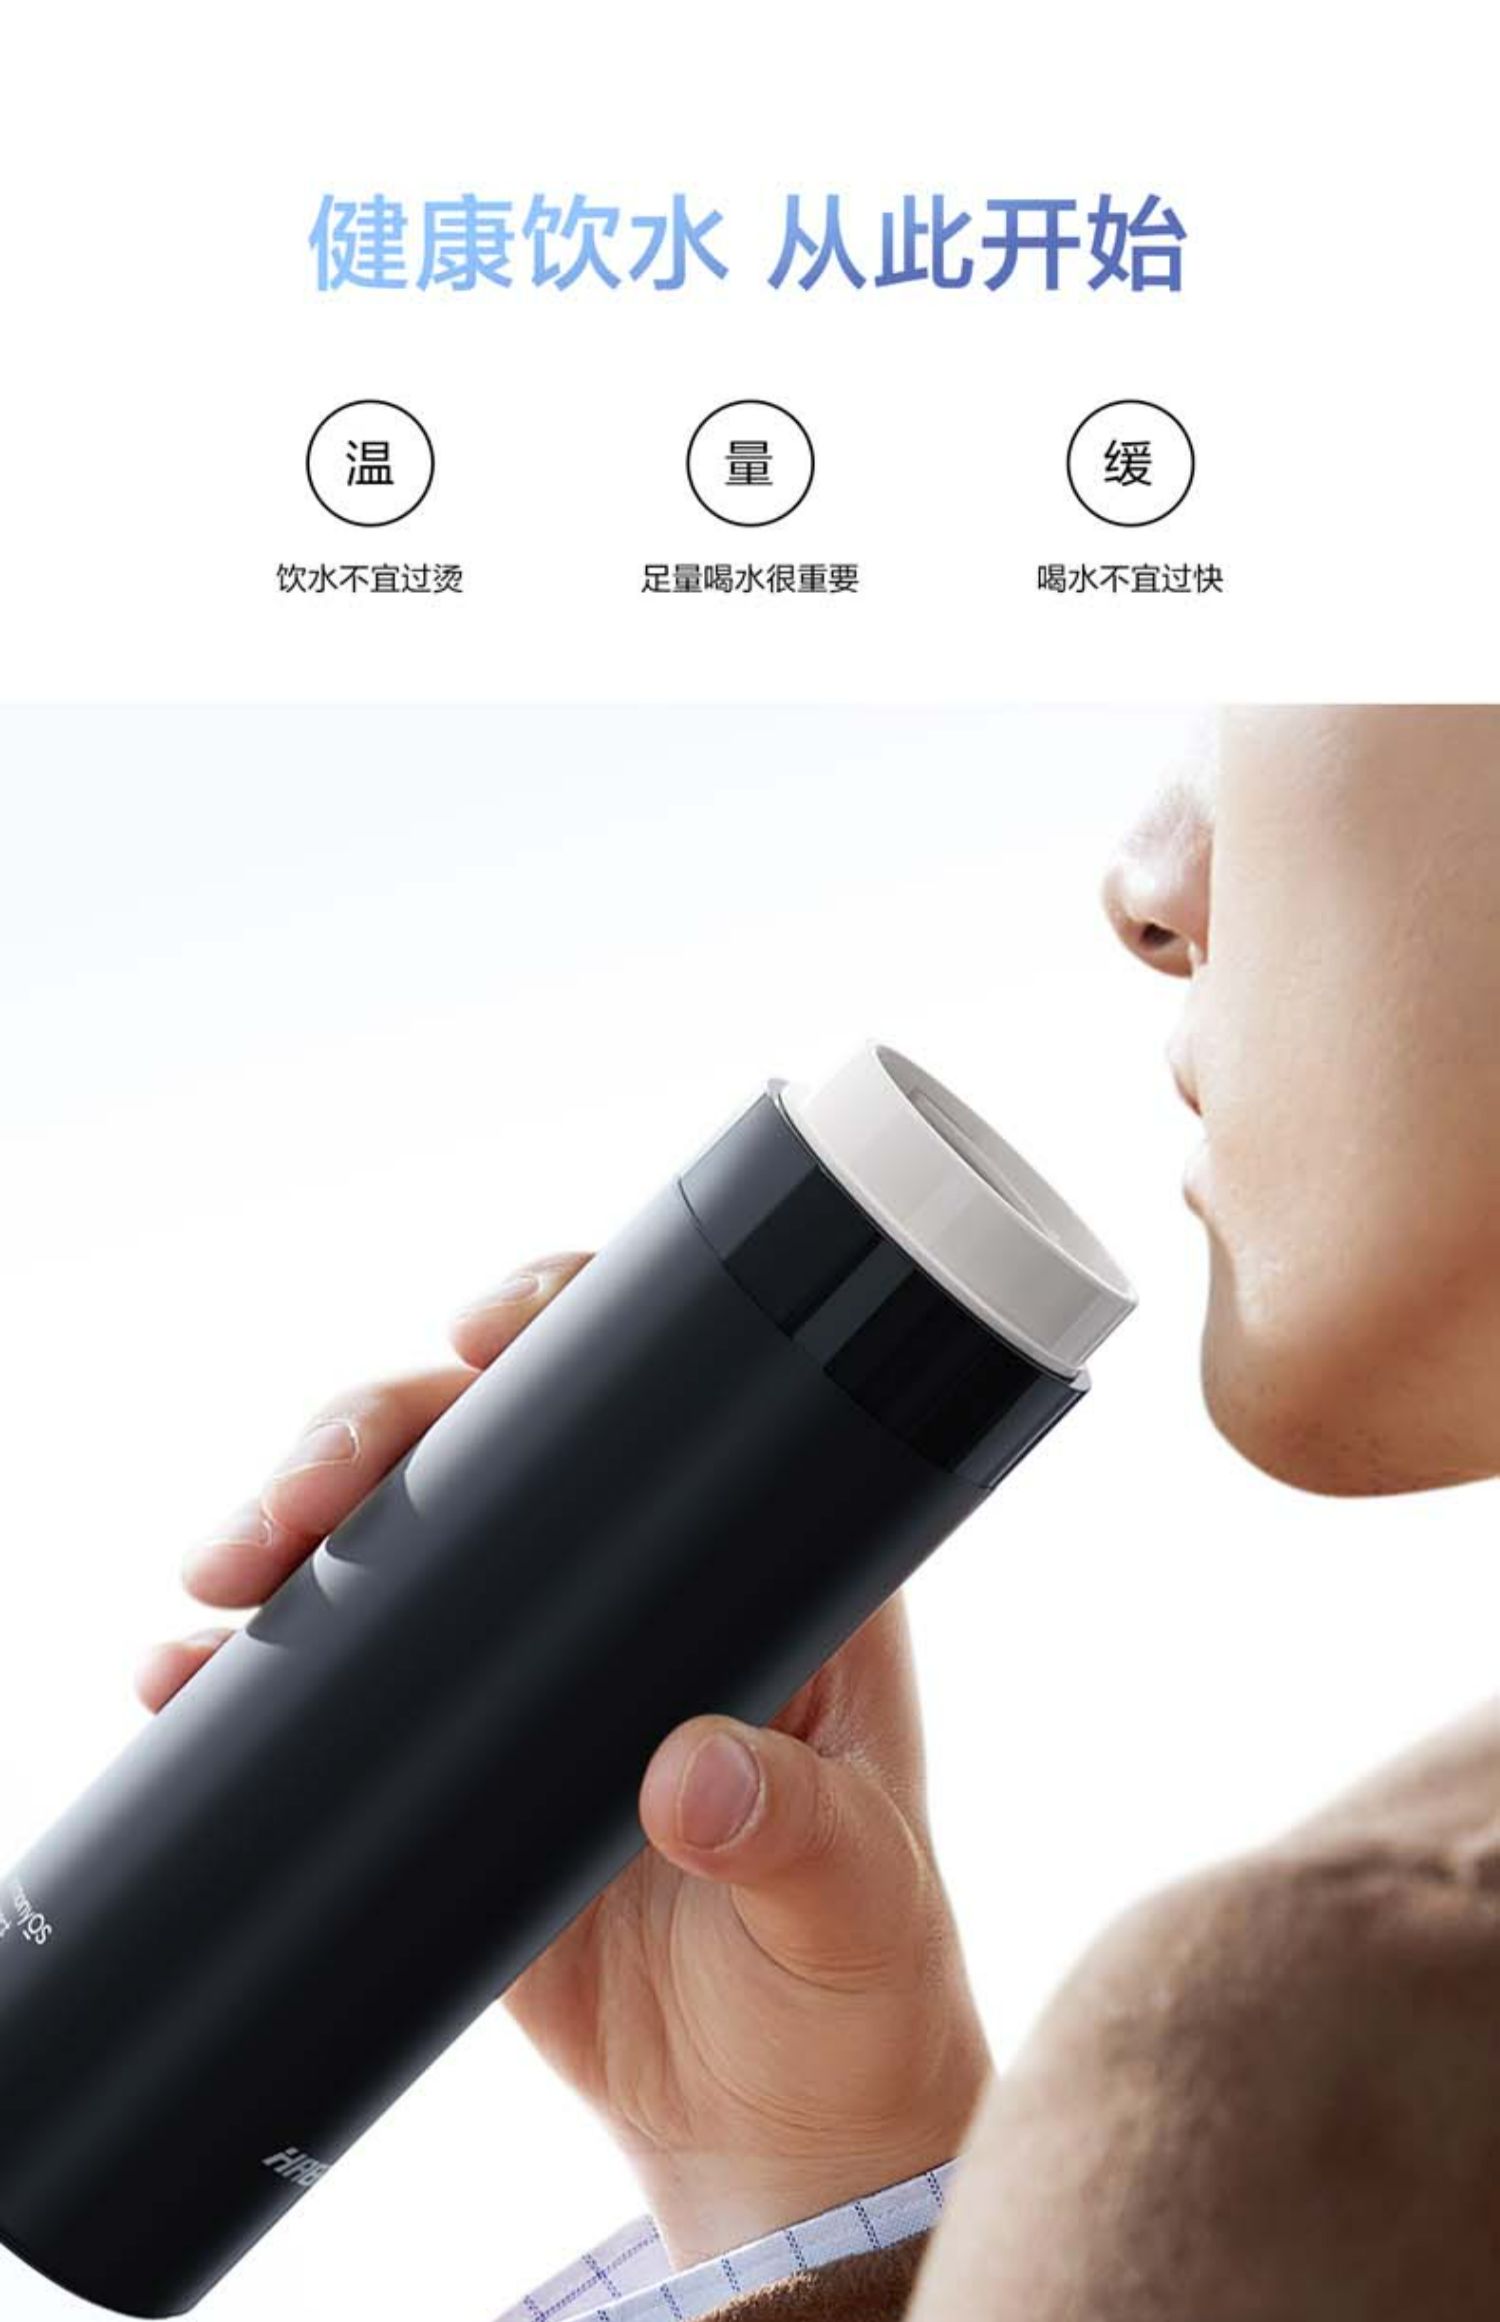 健康饮水 从此开始
温
量
缓
饮水不宜过烫
足量喝水很重要
喝水不宜过快